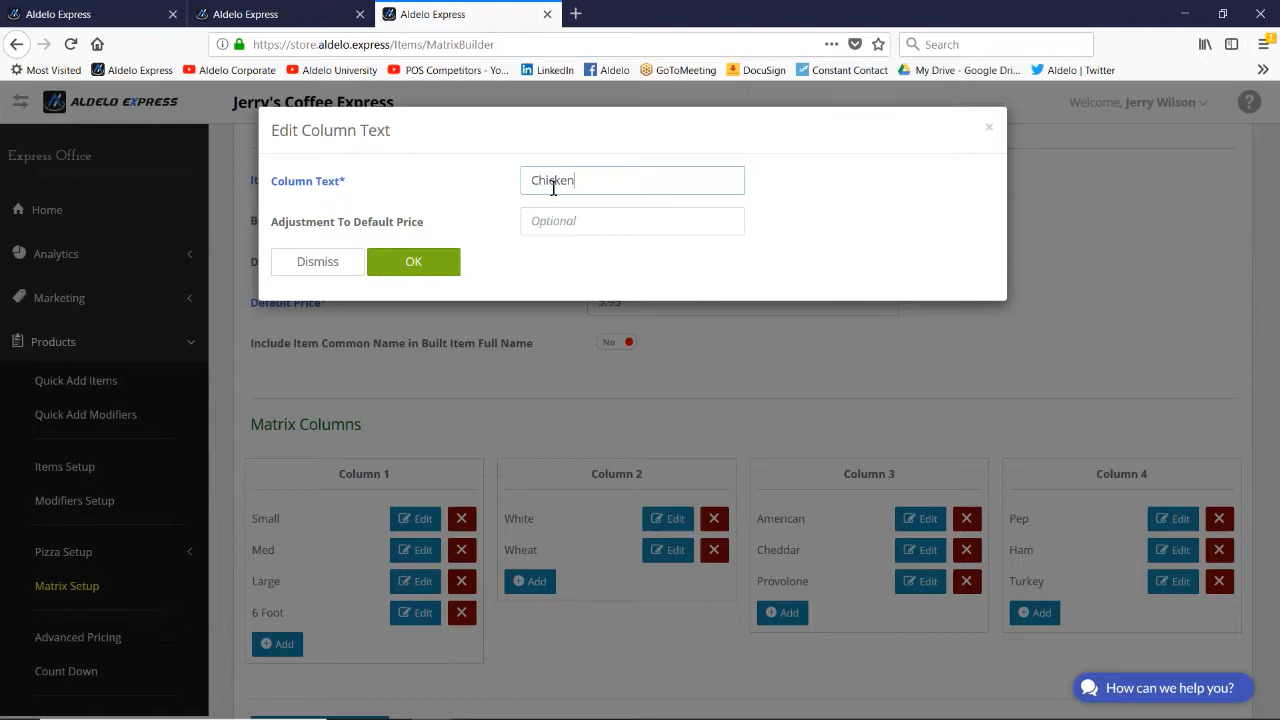 Aldelo Express
Aldelo Express
Aldelo Express
https://store.aldelo.express/Items/MatrixBuilder
Search
Most Visited
Aldelo Express
Aldelo Corporate
Aldelo University
POS Competitors - Yo...
LinkedIn
Aldelo
GoToMeeting
DocuSign
Constant Contact
My Drive - Google Dri...
Aldelo | Twitter
ALDELO EXPRESS
Jerry's Coffee Express
Welcome, Jerry Wilson
Express Office
Home
Analytics
Marketing
Products
Quick Add Items
Quick Add Modifiers
Items Setup
Modifiers Setup
Pizza Setup
Matrix Setup
Advanced Pricing
Count Down
Edit Column Text
×
Column Text*
Chicken
Adjustment To Default Price
Optional
Dismiss
OK
Default Price*
5.95
Include Item Common Name in Built Item Full Name
No
Matrix Columns
Column 1
Small Edit
Med Edit
Large Edit
6 Foot Edit
Add
Column 2
White Edit
Wheat Edit
Add
Column 3
American Edit
Cheddar Edit
Provolone Edit
Add
Column 4
Pep Edit
Ham Edit
Turkey Edit
Add
How can we help you?